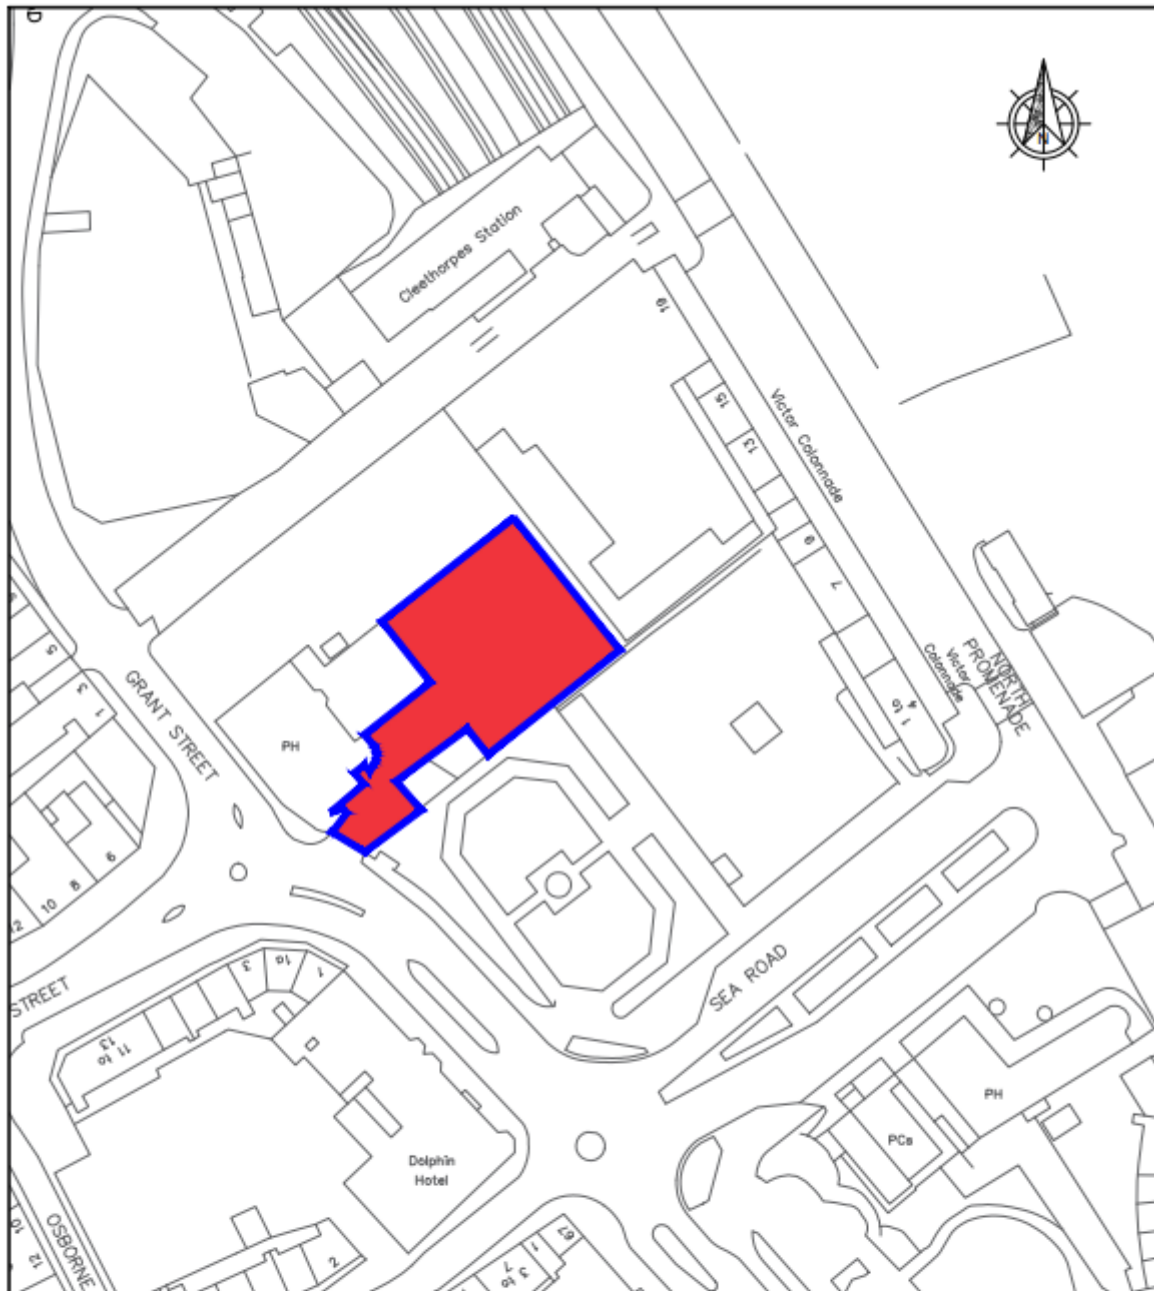 D
N
Cleethorpes Station
19
15
13
Victor Colonnade
9
7
5
3
1
GRANT STREET
PH
Victor
Colonnade
NORTH
PROMENADE
1 to
4
6
8
10
12
STREET
3
1a
1
11 to
13
SEA ROAD
PH
PCs
Dolphin
Hotel
OSBORNE
10
12
2
67
1
3 to
7